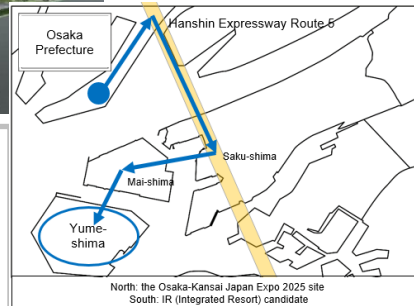 Osaka
Prefecture
Hanshin Expressway Route 5
Saku-shima
Mai-shima
Yume-
shima
North: the Osaka-Kansai Japan Expo 2025 site
South: IR (Integrated Resort) candidate